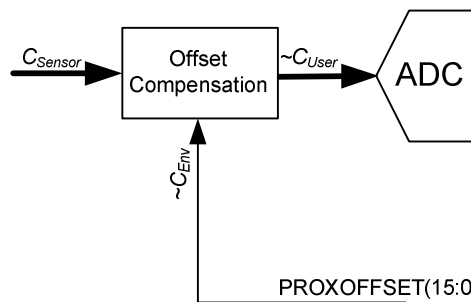 C_Sensor
Offset
Compensation
~C_User
ADC
~C_Env
PROXOFFSET(15:0